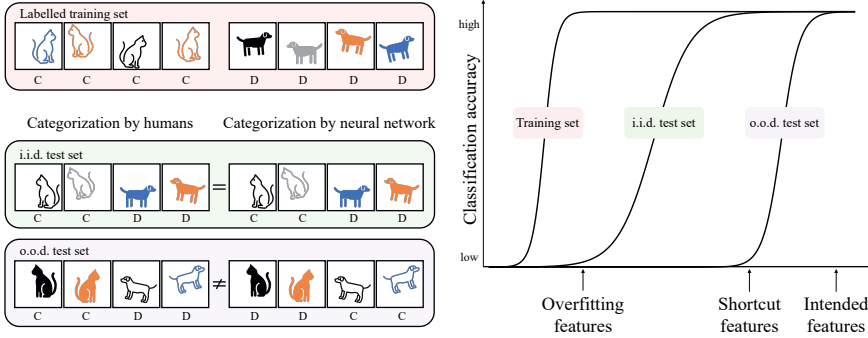 Labelled training set
C C C C D D D D
Categorization by humans Categorization by neural network
i.i.d. test set
=
C C D D C C D D
o.o.d. test set
≠
C C D D D D C C
Classification accuracy
high
low
Training set
i.i.d. test set
o.o.d. test set
Overfitting
features
Shortcut
features
Intended
features